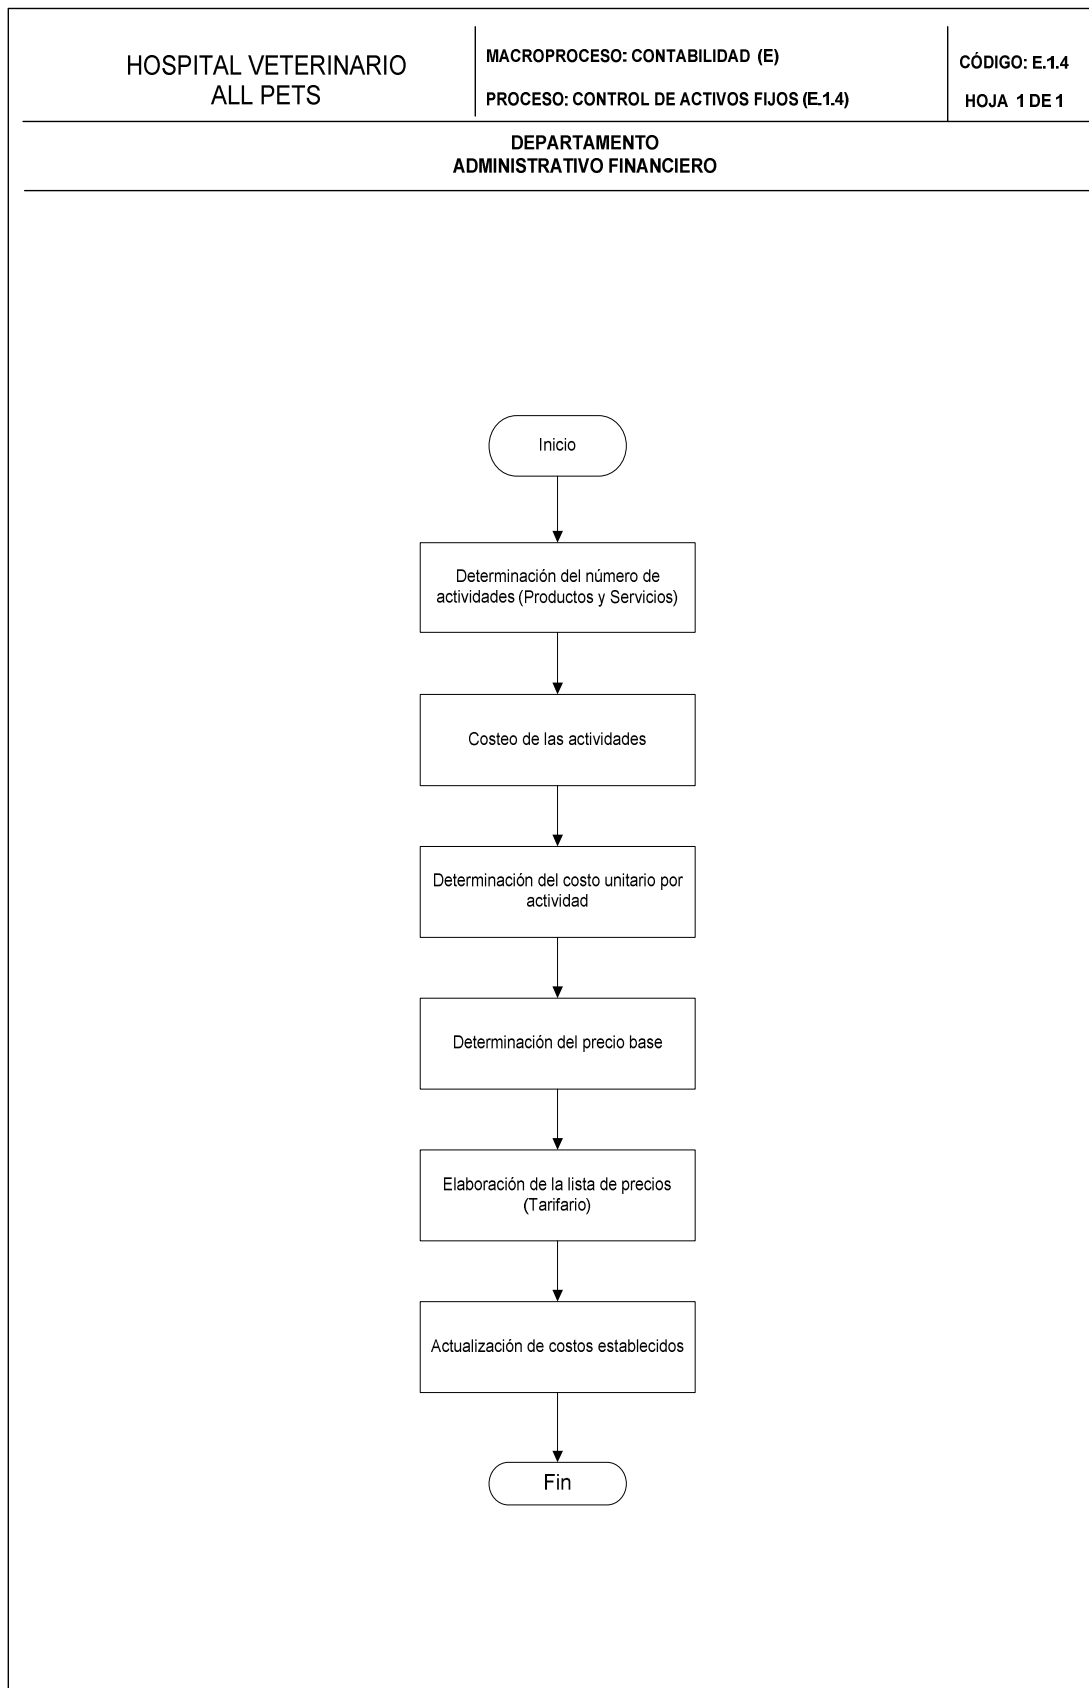 HOSPITAL VETERINARIO
ALL PETS
MACROPROCESO: CONTABILIDAD (E)
PROCESO: CONTROL DE ACTIVOS FIJOS (E.1.4)
CÓDIGO: E.1.4
HOJA 1 DE 1
DEPARTAMENTO
ADMINISTRATIVO FINANCIERO
Inicio
Determinación del número de
actividades (Productos y Servicios)
Costeo de las actividades
Determinación del costo unitario por
actividad
Determinación del precio base
Elaboración de la lista de precios
(Tarifario)
Actualización de costos establecidos
Fin